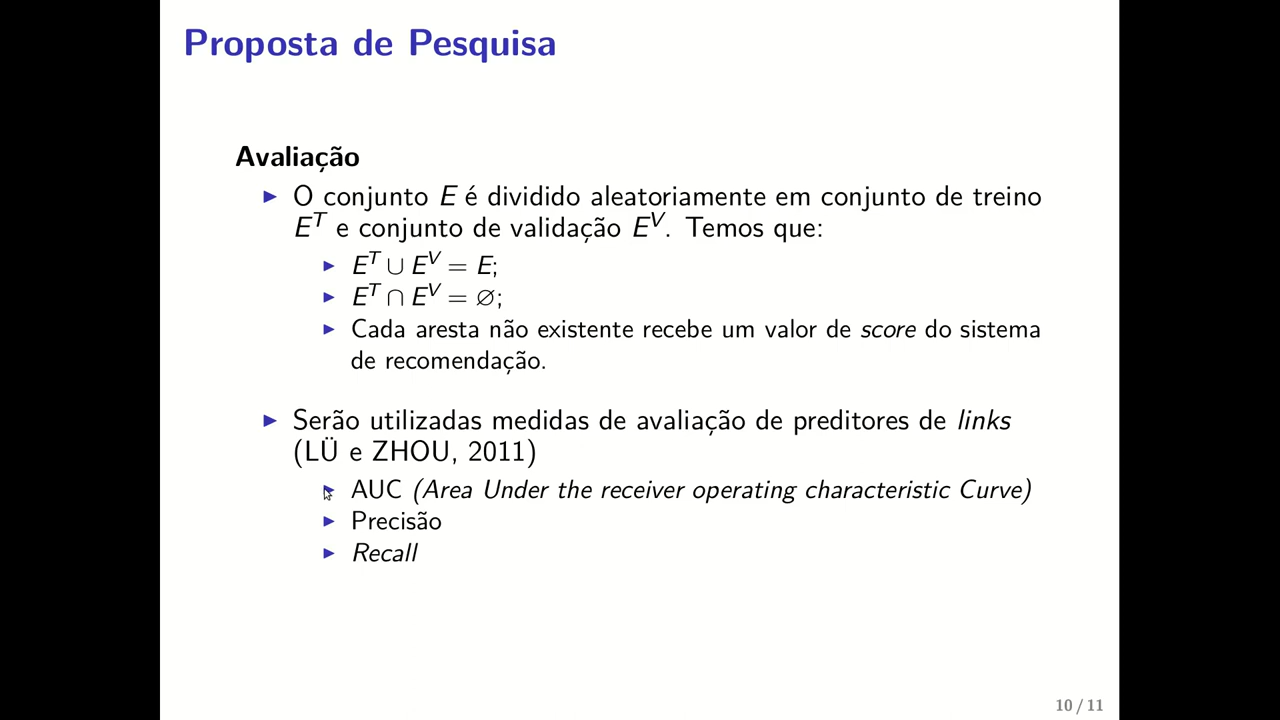 Proposta de Pesquisa
Avaliação
► O conjunto E é dividido aleatoriamente em conjunto de treino
E^T e conjunto de validação E^V. Temos que:
► E^T ∪ E^V = E;
► E^T ∩ E^V = ∅;
► Cada aresta não existente recebe um valor de score do sistema
de recomendação.
► Serão utilizadas medidas de avaliação de preditores de links
(LÜ e ZHOU, 2011)
► AUC (Area Under the receiver operating characteristic Curve)
► Precisão
► Recall
10 / 11